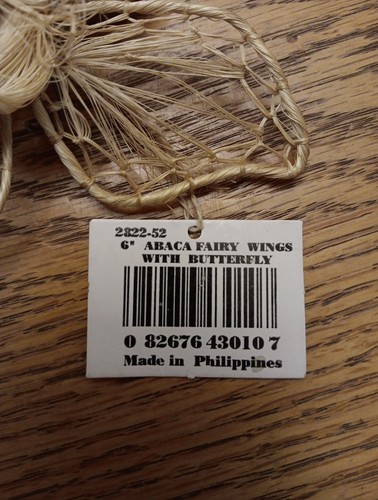 2822-52
6" ABACA FAIRY WINGS
WITH BUTTERFLY
0 82676 43010 7
Made in Philippines